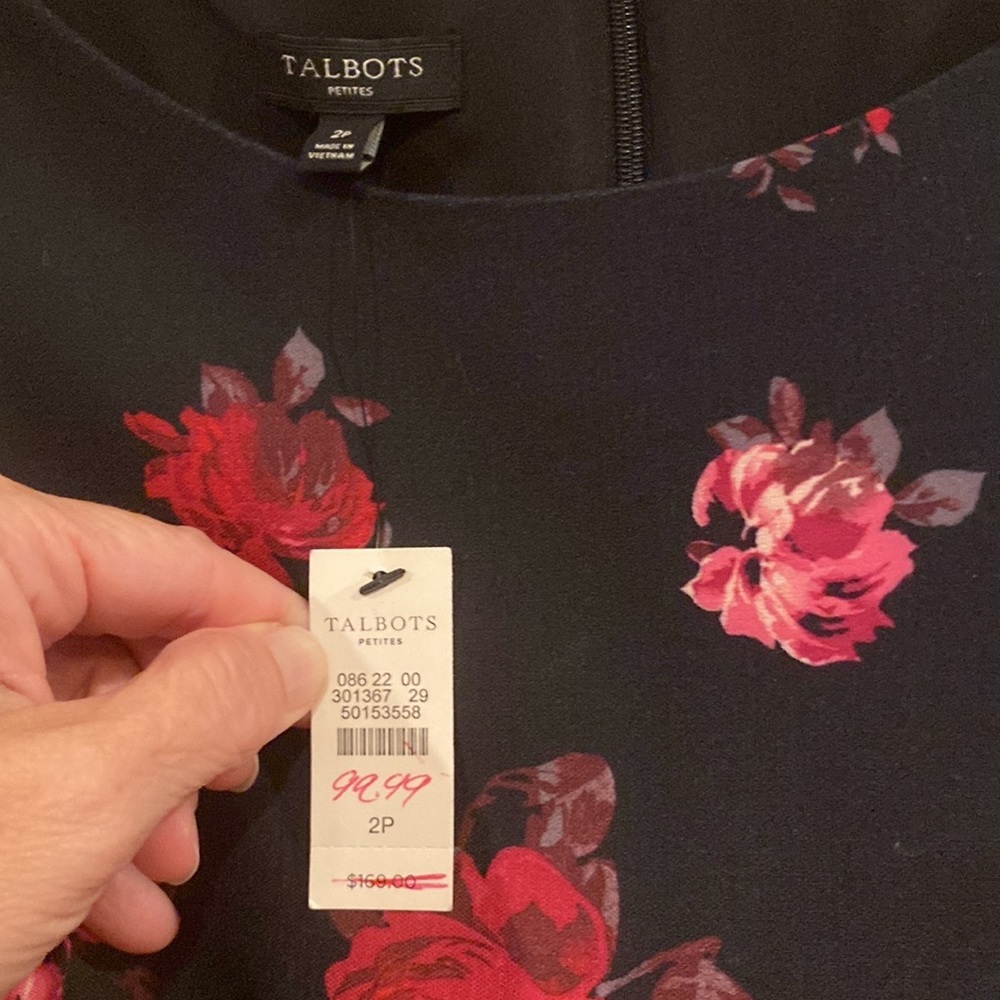 TALBOTS
PETITES
2P
MADE IN
VIETNAM
TALBOTS
PETITES
086 22 00
301367 29
50153558
99.99
2P
$169.00